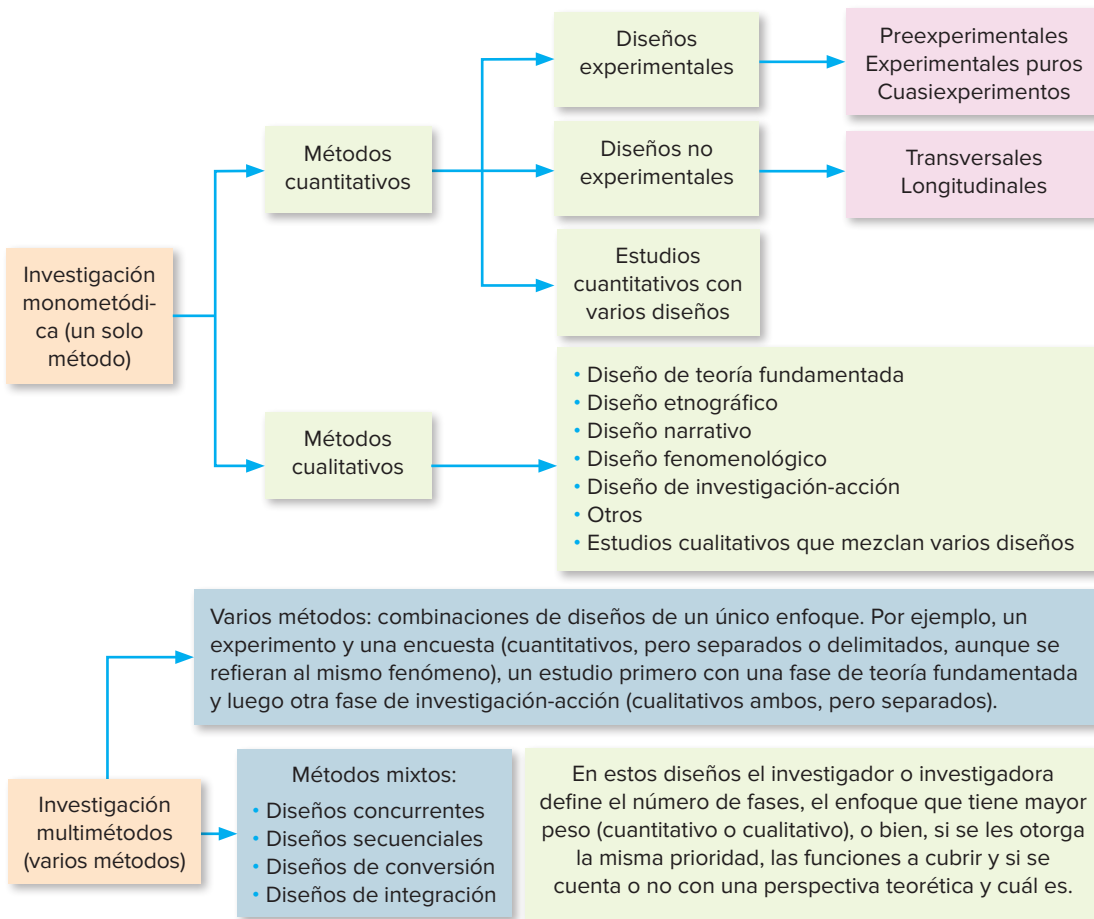 Diseños
experimentales
Preexperimentales
Experimentales puros
Cuasiexperimentos
Métodos
cuantitativos
Diseños no
experimentales
Transversales
Longitudinales
Estudios
cuantitativos con
varios diseños
Investigación
monometódi-
ca (un solo
método)
Métodos
cualitativos
• Diseño de teoría fundamentada
• Diseño etnográfico
• Diseño narrativo
• Diseño fenomenológico
• Diseño de investigación-acción
• Otros
• Estudios cualitativos que mezclan varios diseños
Varios métodos: combinaciones de diseños de un único enfoque. Por ejemplo, un
experimento y una encuesta (cuantitativos, pero separados o delimitados, aunque se
refieran al mismo fenómeno), un estudio primero con una fase de teoría fundamentada
y luego otra fase de investigación-acción (cualitativos ambos, pero separados).
Investigación
multimétodos
(varios métodos)
Métodos mixtos:
• Diseños concurrentes
• Diseños secuenciales
• Diseños de conversión
• Diseños de integración
En estos diseños el investigador o investigadora
define el número de fases, el enfoque que tiene mayor
peso (cuantitativo o cualitativo), o bien, si se les otorga
la misma prioridad, las funciones a cubrir y si se
cuenta o no con una perspectiva teorética y cuál es.